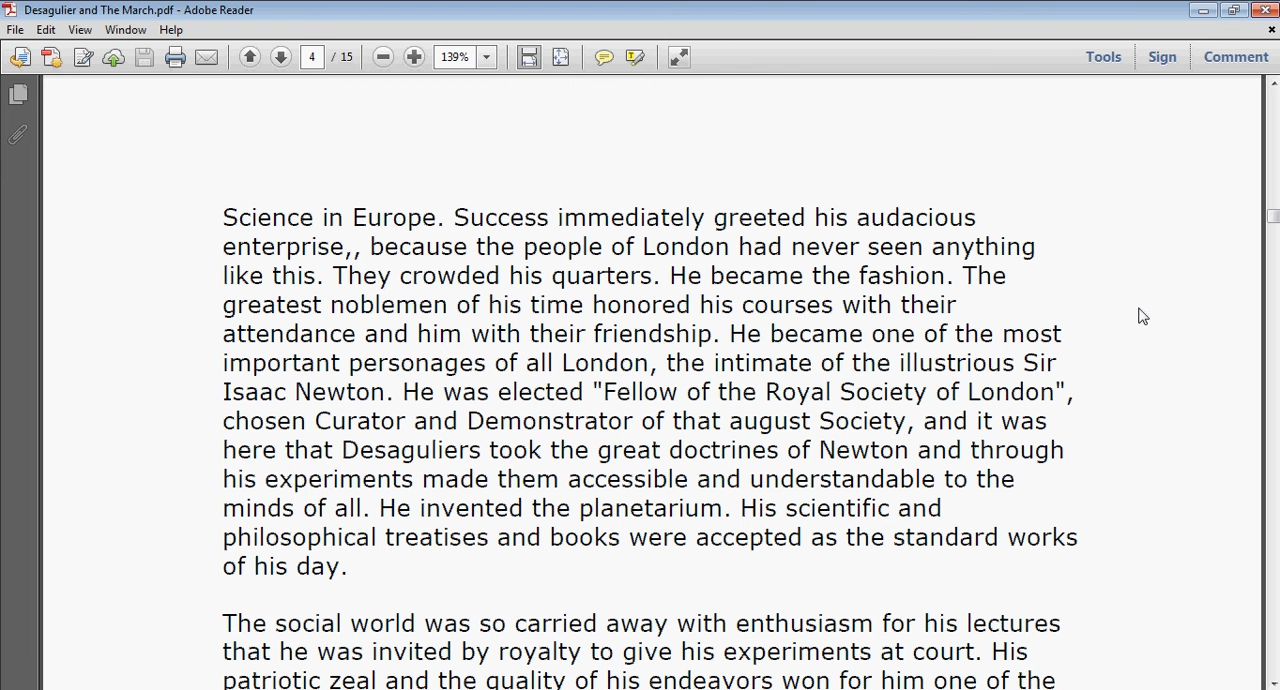 Desagulier and The March.pdf - Adobe Reader
File Edit View Window Help
4 / 15 139% Tools Sign Comment
Science in Europe. Success immediately greeted his audacious
enterprise,, because the people of London had never seen anything
like this. They crowded his quarters. He became the fashion. The
greatest noblemen of his time honored his courses with their
attendance and him with their friendship. He became one of the most
important personages of all London, the intimate of the illustrious Sir
Isaac Newton. He was elected "Fellow of the Royal Society of London",
chosen Curator and Demonstrator of that august Society, and it was
here that Desaguliers took the great doctrines of Newton and through
his experiments made them accessible and understandable to the
minds of all. He invented the planetarium. His scientific and
philosophical treatises and books were accepted as the standard works
of his day.
The social world was so carried away with enthusiasm for his lectures
that he was invited by royalty to give his experiments at court. His
patriotic zeal and the quality of his endeavors won for him one of the